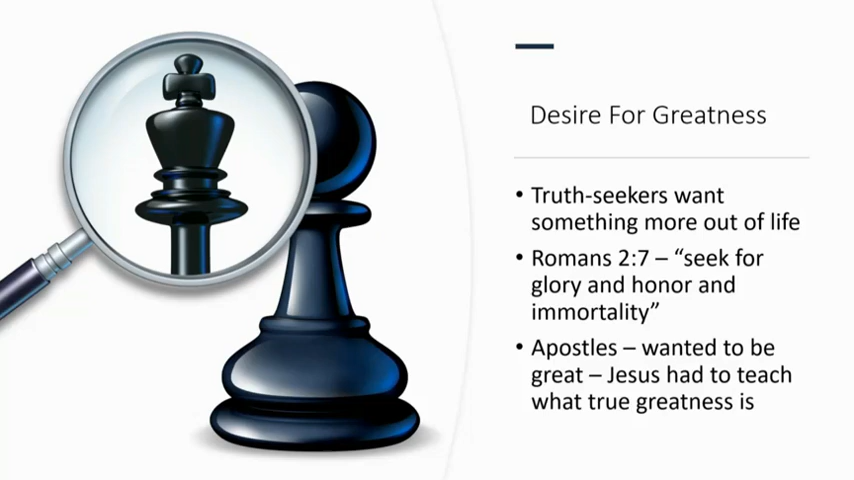 Desire For Greatness
• Truth-seekers want
something more out of life
• Romans 2:7 – “seek for
glory and honor and
immortality”
• Apostles – wanted to be
great – Jesus had to teach
what true greatness is